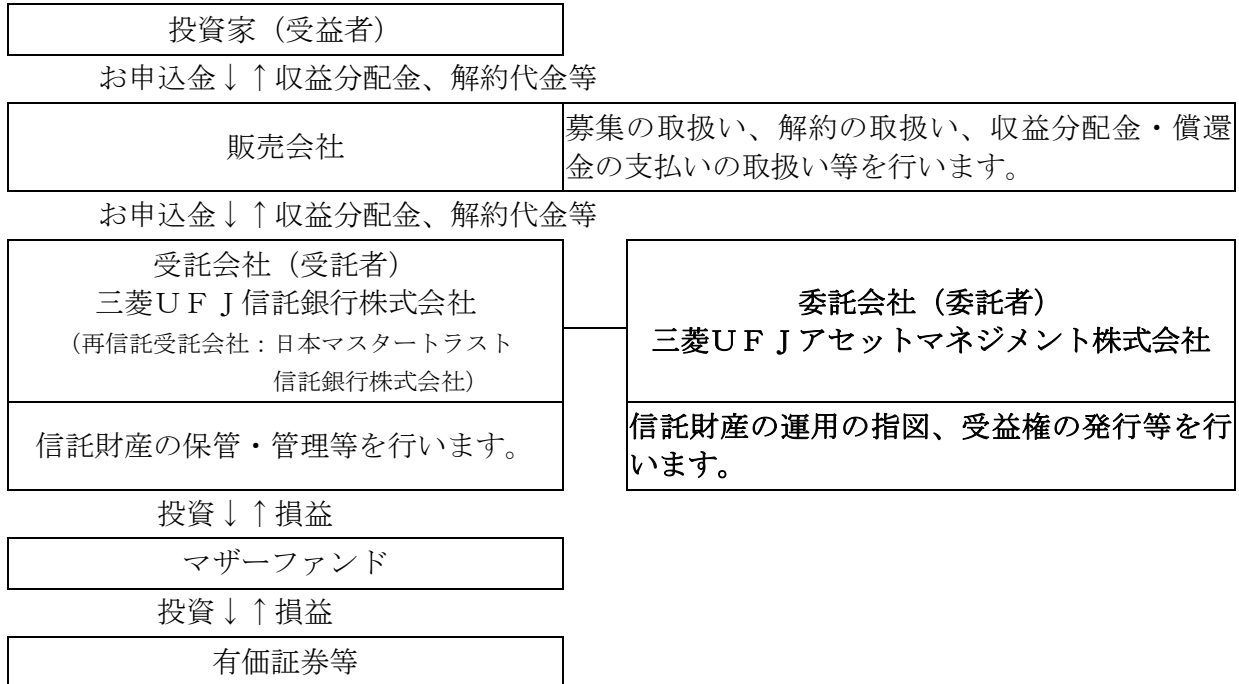 投資家（受益者）
お申込金↓↑収益分配金、解約代金等
販売会社
募集の取扱い、解約の取扱い、収益分配金・償還
金の支払いの取扱い等を行います。
お申込金↓↑収益分配金、解約代金等
受託会社（受託者）
三菱ＵＦＪ信託銀行株式会社
（再信託受託会社：日本マスタートラスト
信託銀行株式会社）
委託会社（委託者）
三菱ＵＦＪアセットマネジメント株式会社
信託財産の保管・管理等を行います。
信託財産の運用の指図、受益権の発行等を行
います。
投資↓↑損益
マザーファンド
投資↓↑損益
有価証券等